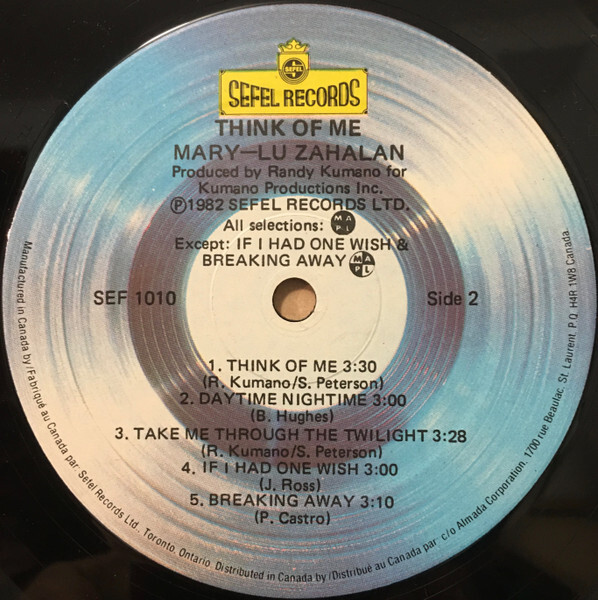 SEFEL
SEFEL RECORDS
THINK OF ME
MARY-LU ZAHALAN
Produced by Randy Kumano for
Kumano Productions Inc.
Ⓟ1982 SEFEL RECORDS LTD.
All selections: MAPL
Except: IF I HAD ONE WISH &
BREAKING AWAY MAPL
SEF 1010
Side 2
1. THINK OF ME 3:30
(R. Kumano/S. Peterson)
2. DAYTIME NIGHTIME 3:00
(B. Hughes)
3. TAKE ME THROUGH THE TWILIGHT 3:28
(R. Kumano/S. Peterson)
4. IF I HAD ONE WISH 3:00
(J. Ross)
5. BREAKING AWAY 3:10
(P. Castro)
Manufactured in Canada by/Fabriqué au Canada par: Sefel Records Ltd., Toronto, Ontario. Distributed in Canada by/Distribué au Canada par c/o Almada Corporation, 1700 rue Beaulac, St. Laurent, P.Q. H4R 1W8 Canada.